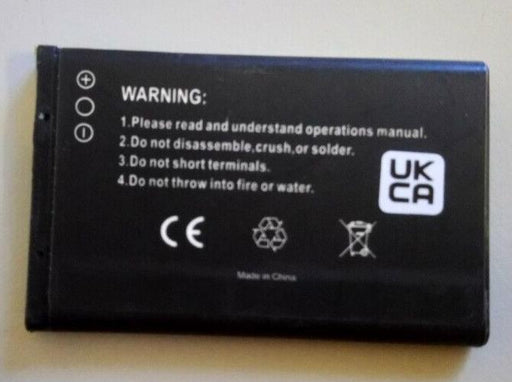 WARNING:
1.Please read and understand operations manual.
2.Do not disassemble,crush,or solder.
3.Do not short terminals.
4.Do not throw into fire or water.
UK
CA
CE
Made in China